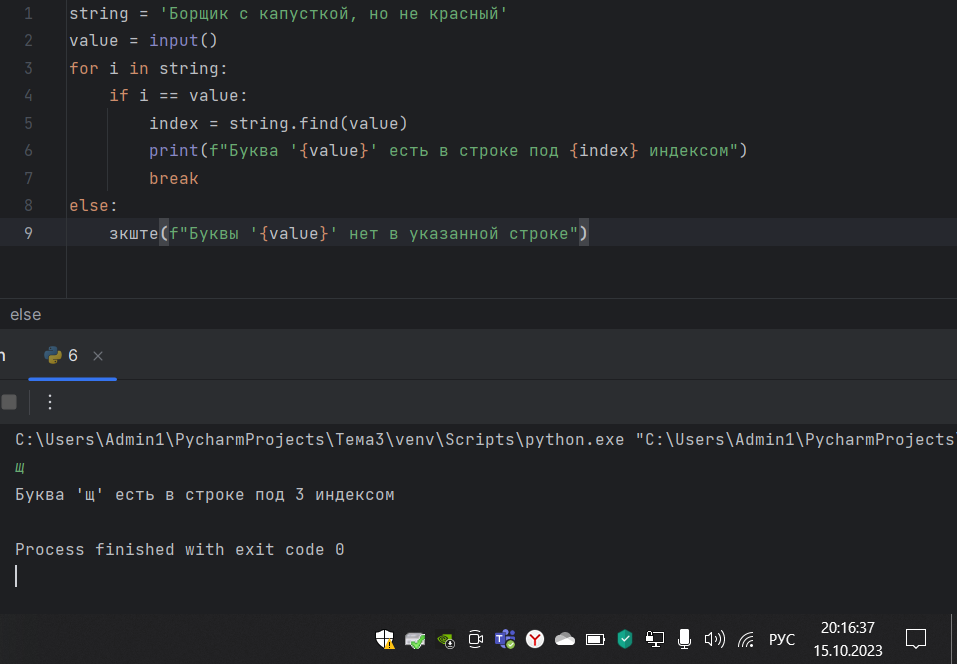 1 string = 'Борщик с капусткой, но не красный'
2 value = input()
3 for i in string:
4 if i == value:
5 index = string.find(value)
6 print(f"Буква '{value}' есть в строке под {index} индексом")
7 break
8 else:
9 зкште(f"Буквы '{value}' нет в указанной строке")
else
n 6 ×
C:\Users\Admin1\PycharmProjects\Тема3\venv\Scripts\python.exe "C:\Users\Admin1\PycharmProjects\
щ
Буква 'щ' есть в строке под 3 индексом
Process finished with exit code 0
РУС 20:16:37
15.10.2023